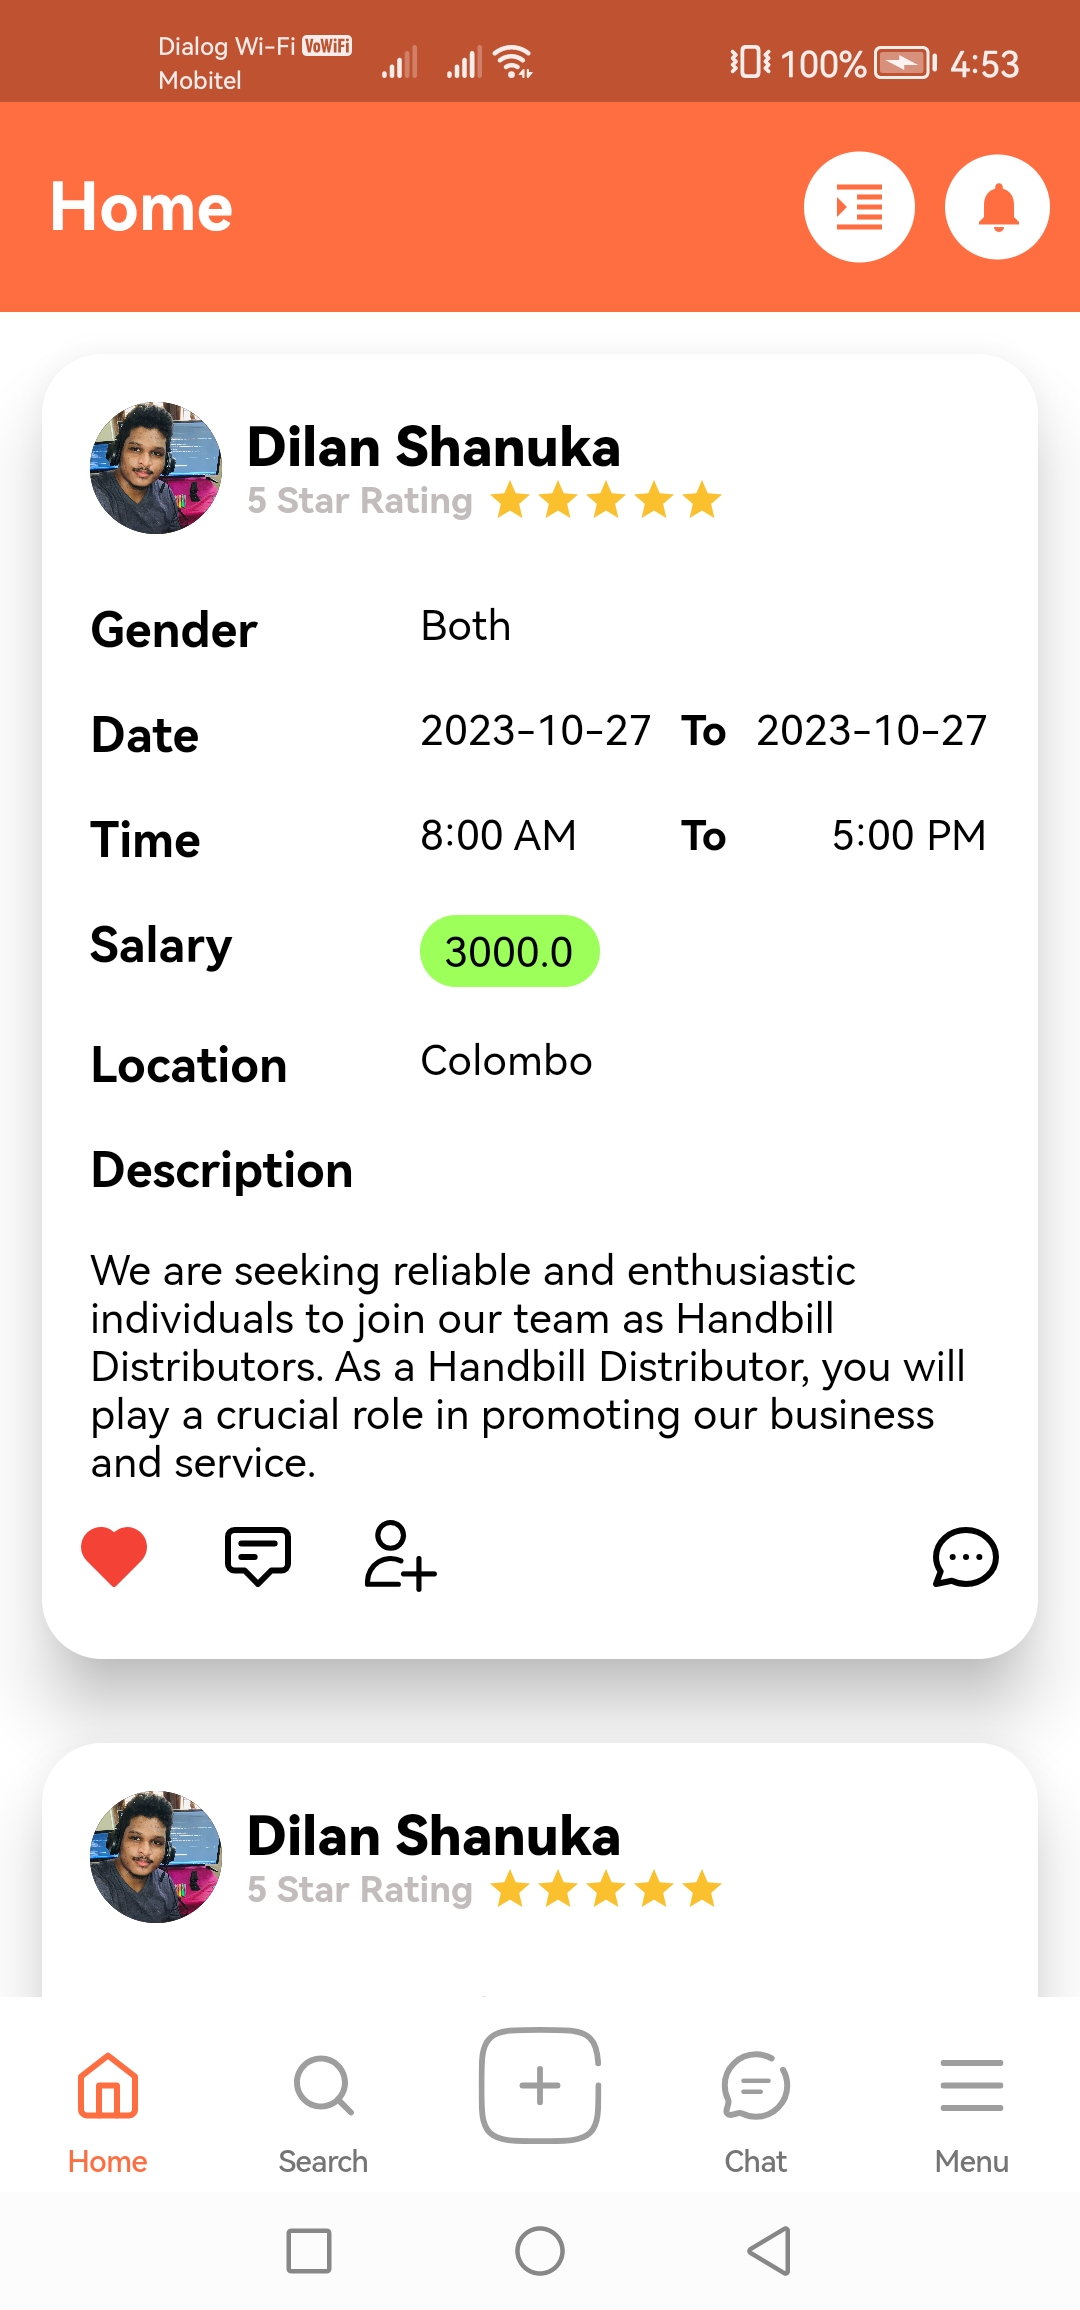 Dialog Wi-Fi VoWiFi
Mobitel
100% 4:53
Home
Dilan Shanuka
5 Star Rating
Gender Both
Date 2023-10-27 To 2023-10-27
Time 8:00 AM To 5:00 PM
Salary 3000.0
Location Colombo
Description
We are seeking reliable and enthusiastic
individuals to join our team as Handbill
Distributors. As a Handbill Distributor, you will
play a crucial role in promoting our business
and service.
Dilan Shanuka
5 Star Rating
Home Search Chat Menu